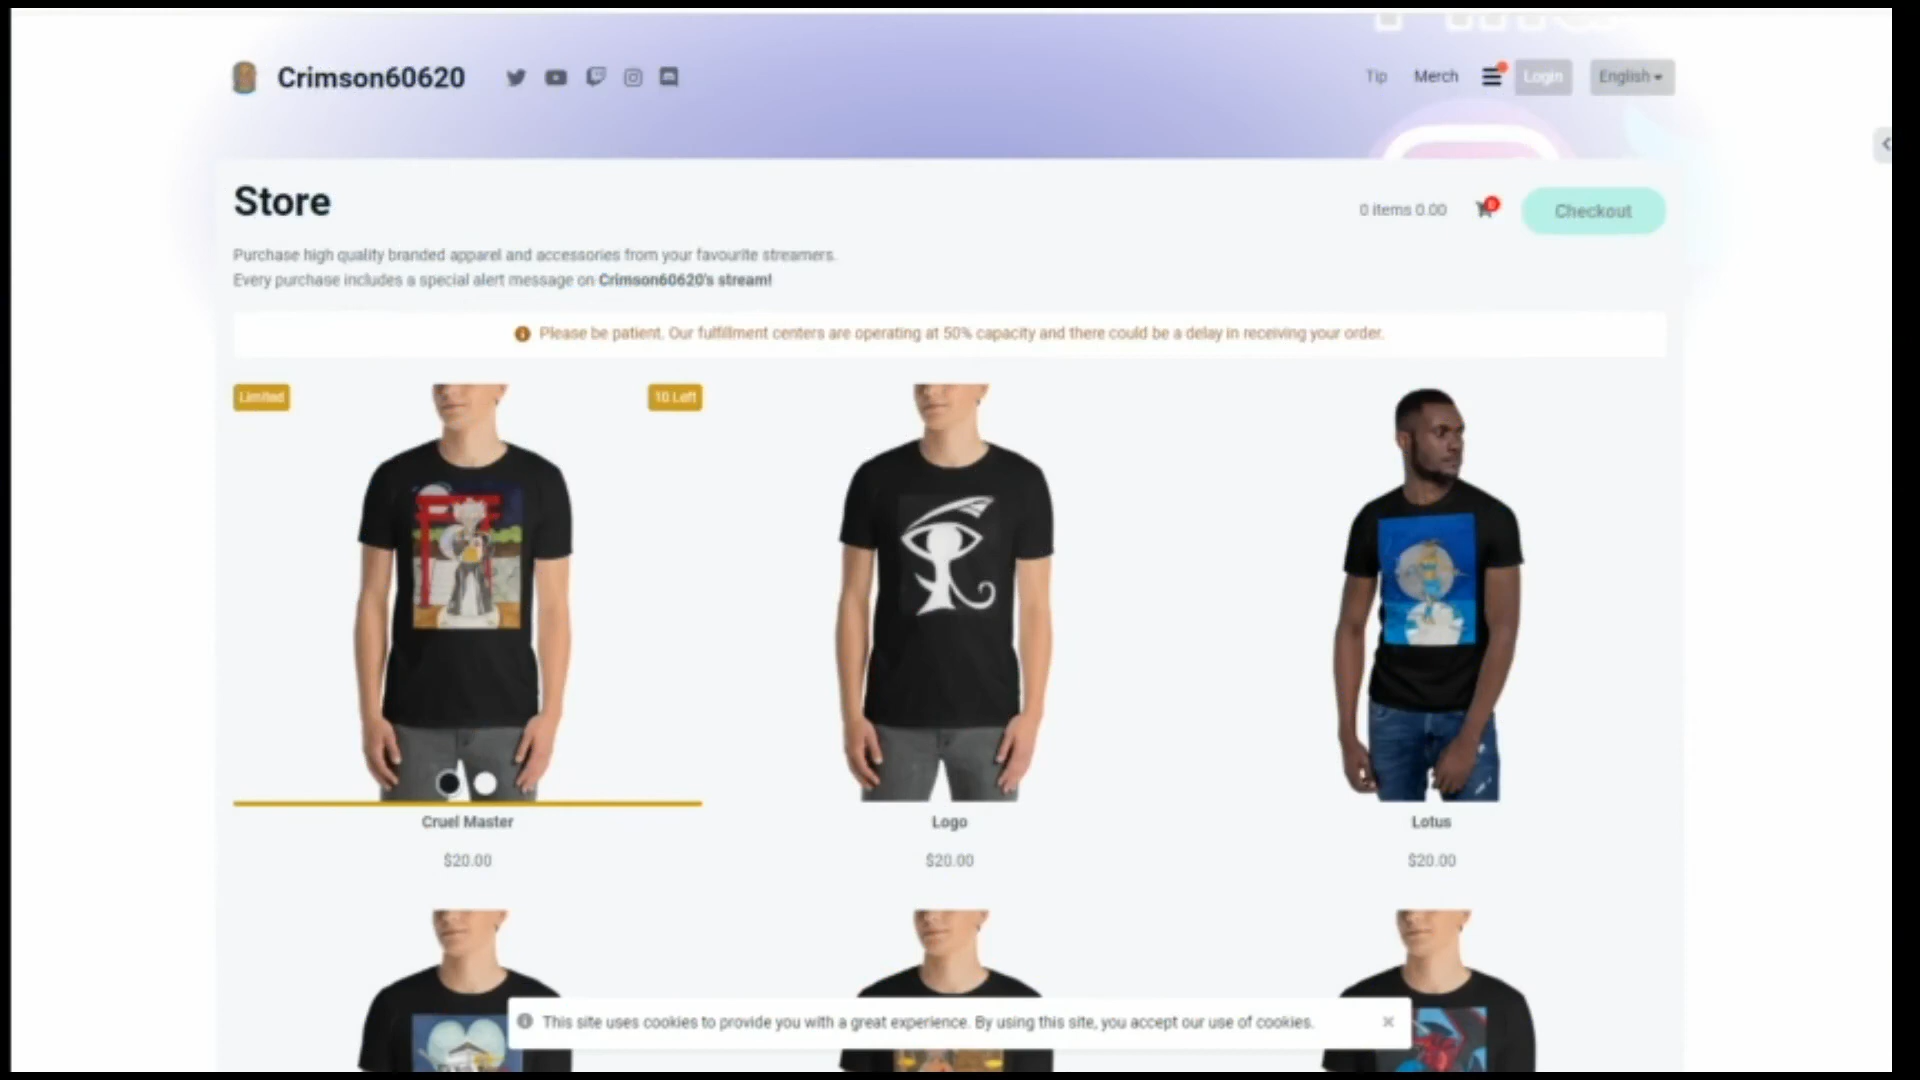 Crimson60620
Tip
Merch
Login
English
Store
0 items 0.00
0
Checkout
Purchase high quality branded apparel and accessories from your favourite streamers.
Every purchase includes a special alert message on Crimson60620's stream!
Please be patient. Our fulfillment centers are operating at 50% capacity and there could be a delay in receiving your order.
Limited
10 Left
Cruel Master
Logo
Lotus
$20.00
$20.00
$20.00
This site uses cookies to provide you with a great experience. By using this site, you accept our use of cookies.